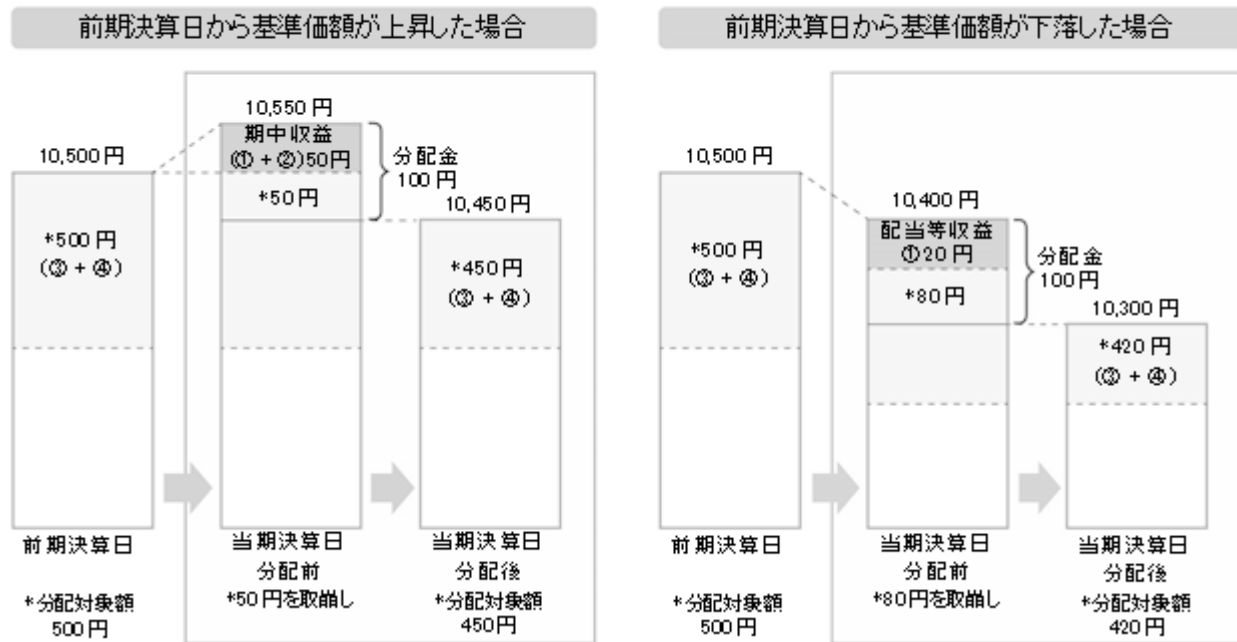 前期決算日から基準価額が上昇した場合
10,500円
*500円
(③+④)
前期決算日
*分配対象額
500円
10,550円
期中収益
(①+②)50円
*50円
分配金
100円
当期決算日
分配前
*50円を取崩し
10,450円
*450円
(③+④)
当期決算日
分配後
*分配対象額
450円
前期決算日から基準価額が下落した場合
10,500円
*500円
(③+④)
前期決算日
*分配対象額
500円
10,400円
配当等収益
①20円
*80円
分配金
100円
当期決算日
分配前
*80円を取崩し
10,300円
*420円
(③+④)
当期決算日
分配後
*分配対象額
420円